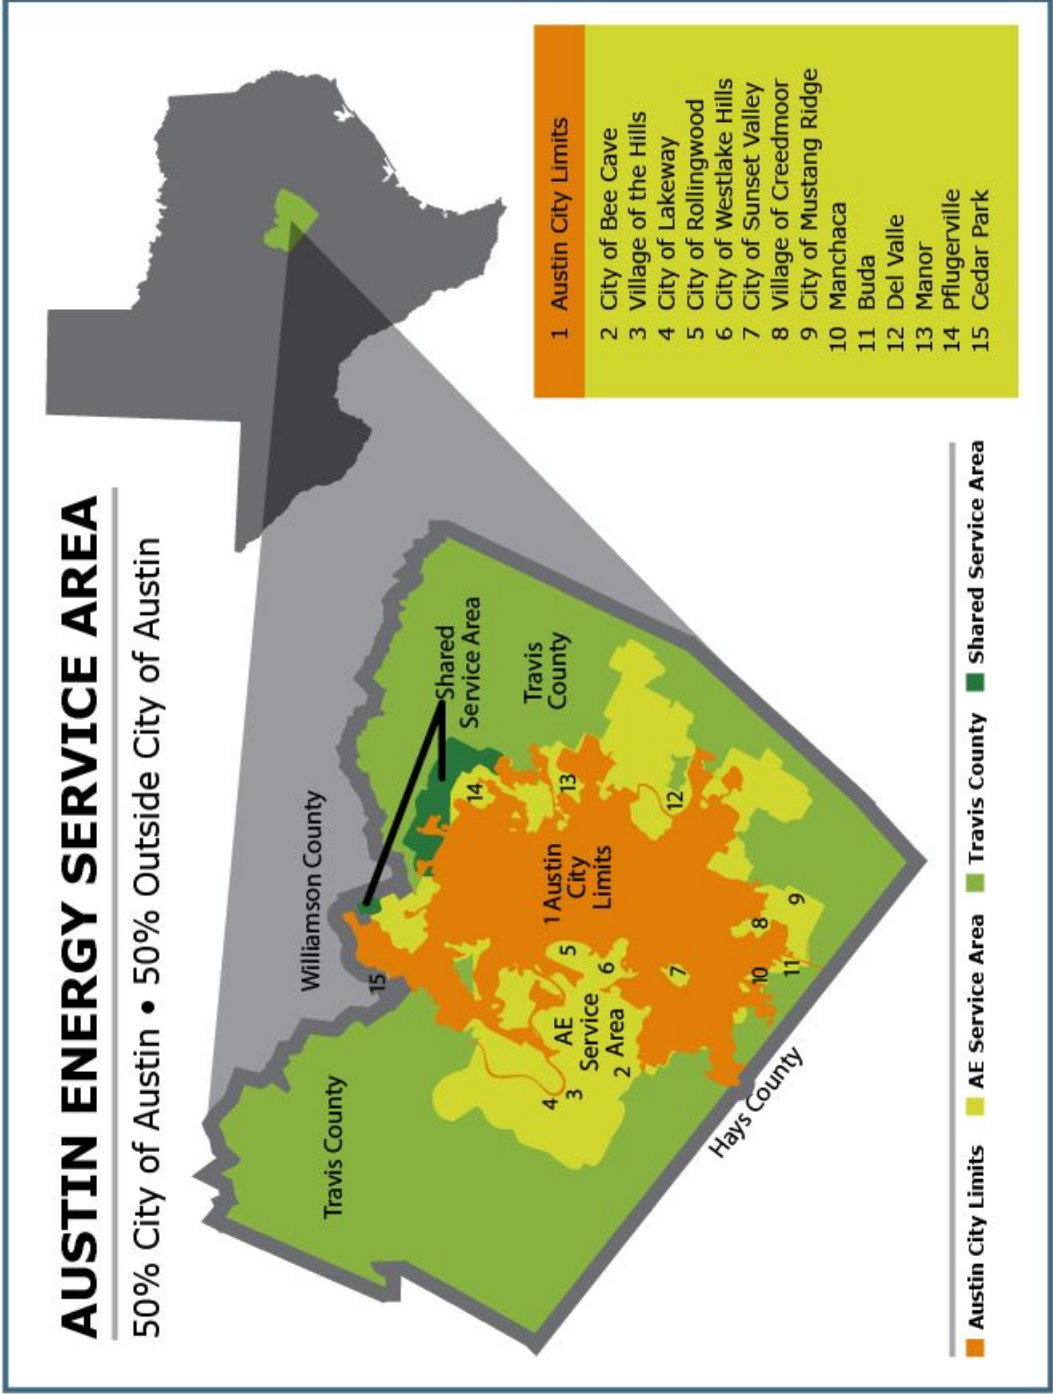 AUSTIN ENERGY SERVICE AREA
50% City of Austin • 50% Outside City of Austin
Williamson County
Travis County
Shared
Service Area
Travis
County
15
14
13
12
1 Austin
City
Limits
5
6
7
AE
Service
Area
4
3
2
8
9
10
11
Hays County
1 Austin City Limits
2 City of Bee Cave
3 Village of the Hills
4 City of Lakeway
5 City of Rollingwood
6 City of Westlake Hills
7 City of Sunset Valley
8 Village of Creedmoor
9 City of Mustang Ridge
10 Manchaca
11 Buda
12 Del Valle
13 Manor
14 Pflugerville
15 Cedar Park
Austin City Limits AE Service Area Travis County Shared Service Area